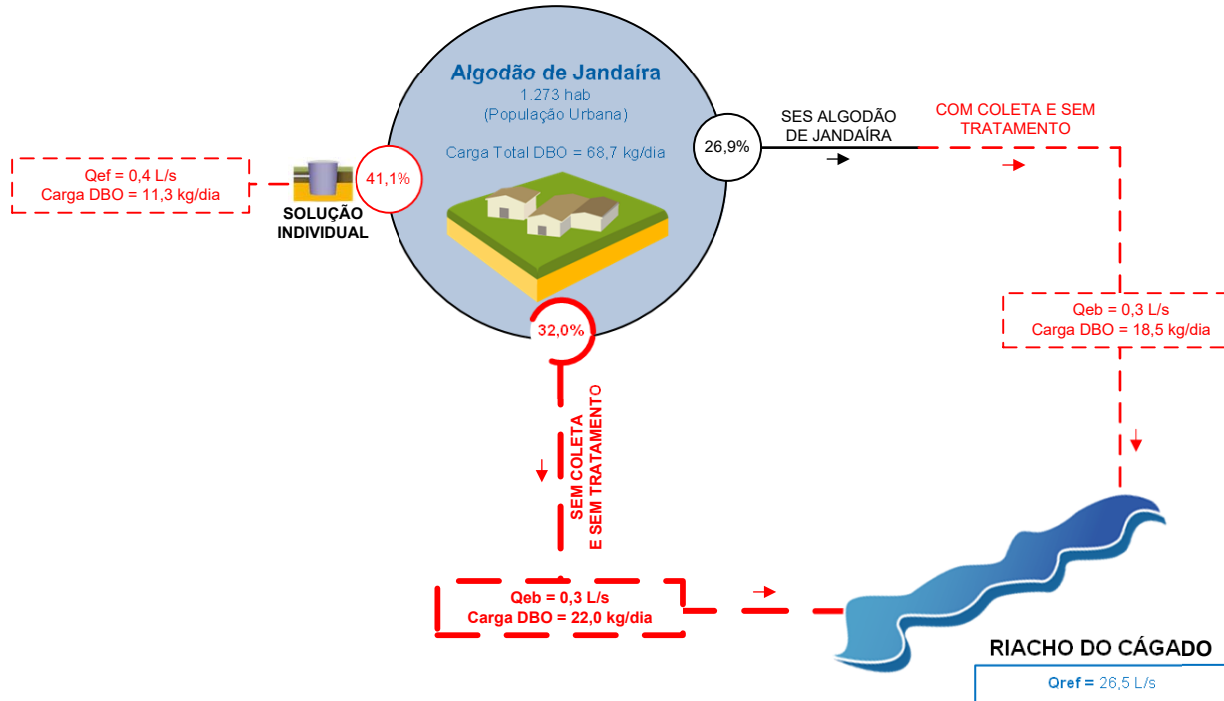 Algodão de Jandaíra
1.273 hab
(População Urbana)
Carga Total DBO = 68,7 kg/dia
26,9%
SES ALGODÃO
DE JANDAÍRA
COM COLETA E SEM
TRATAMENTO
Qef = 0,4 L/s
Carga DBO = 11,3 kg/dia
SOLUÇÃO
INDIVIDUAL
41,1%
32,0%
Qeb = 0,3 L/s
Carga DBO = 18,5 kg/dia
SEM COLETA
E SEM TRATAMENTO
Qeb = 0,3 L/s
Carga DBO = 22,0 kg/dia
RIACHO DO CÁGADO
Qref = 26,5 L/s